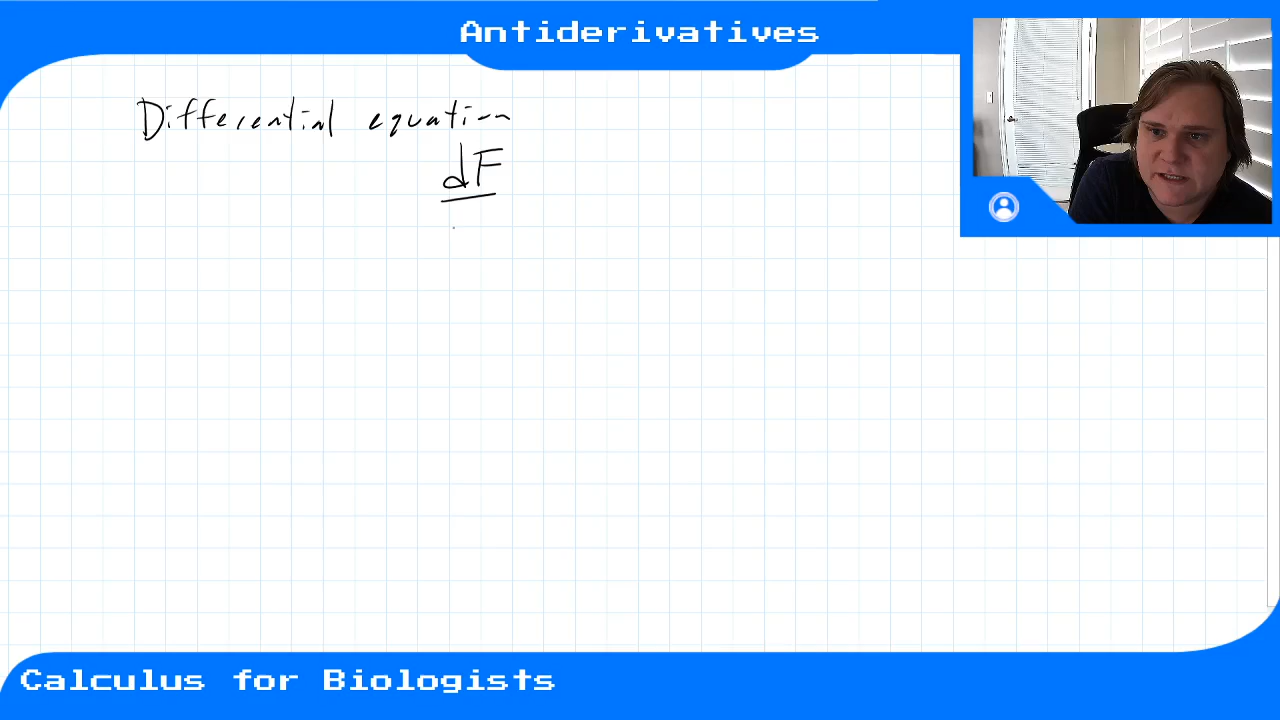 Antiderivatives
Differential equation
dF
Calculus for Biologists